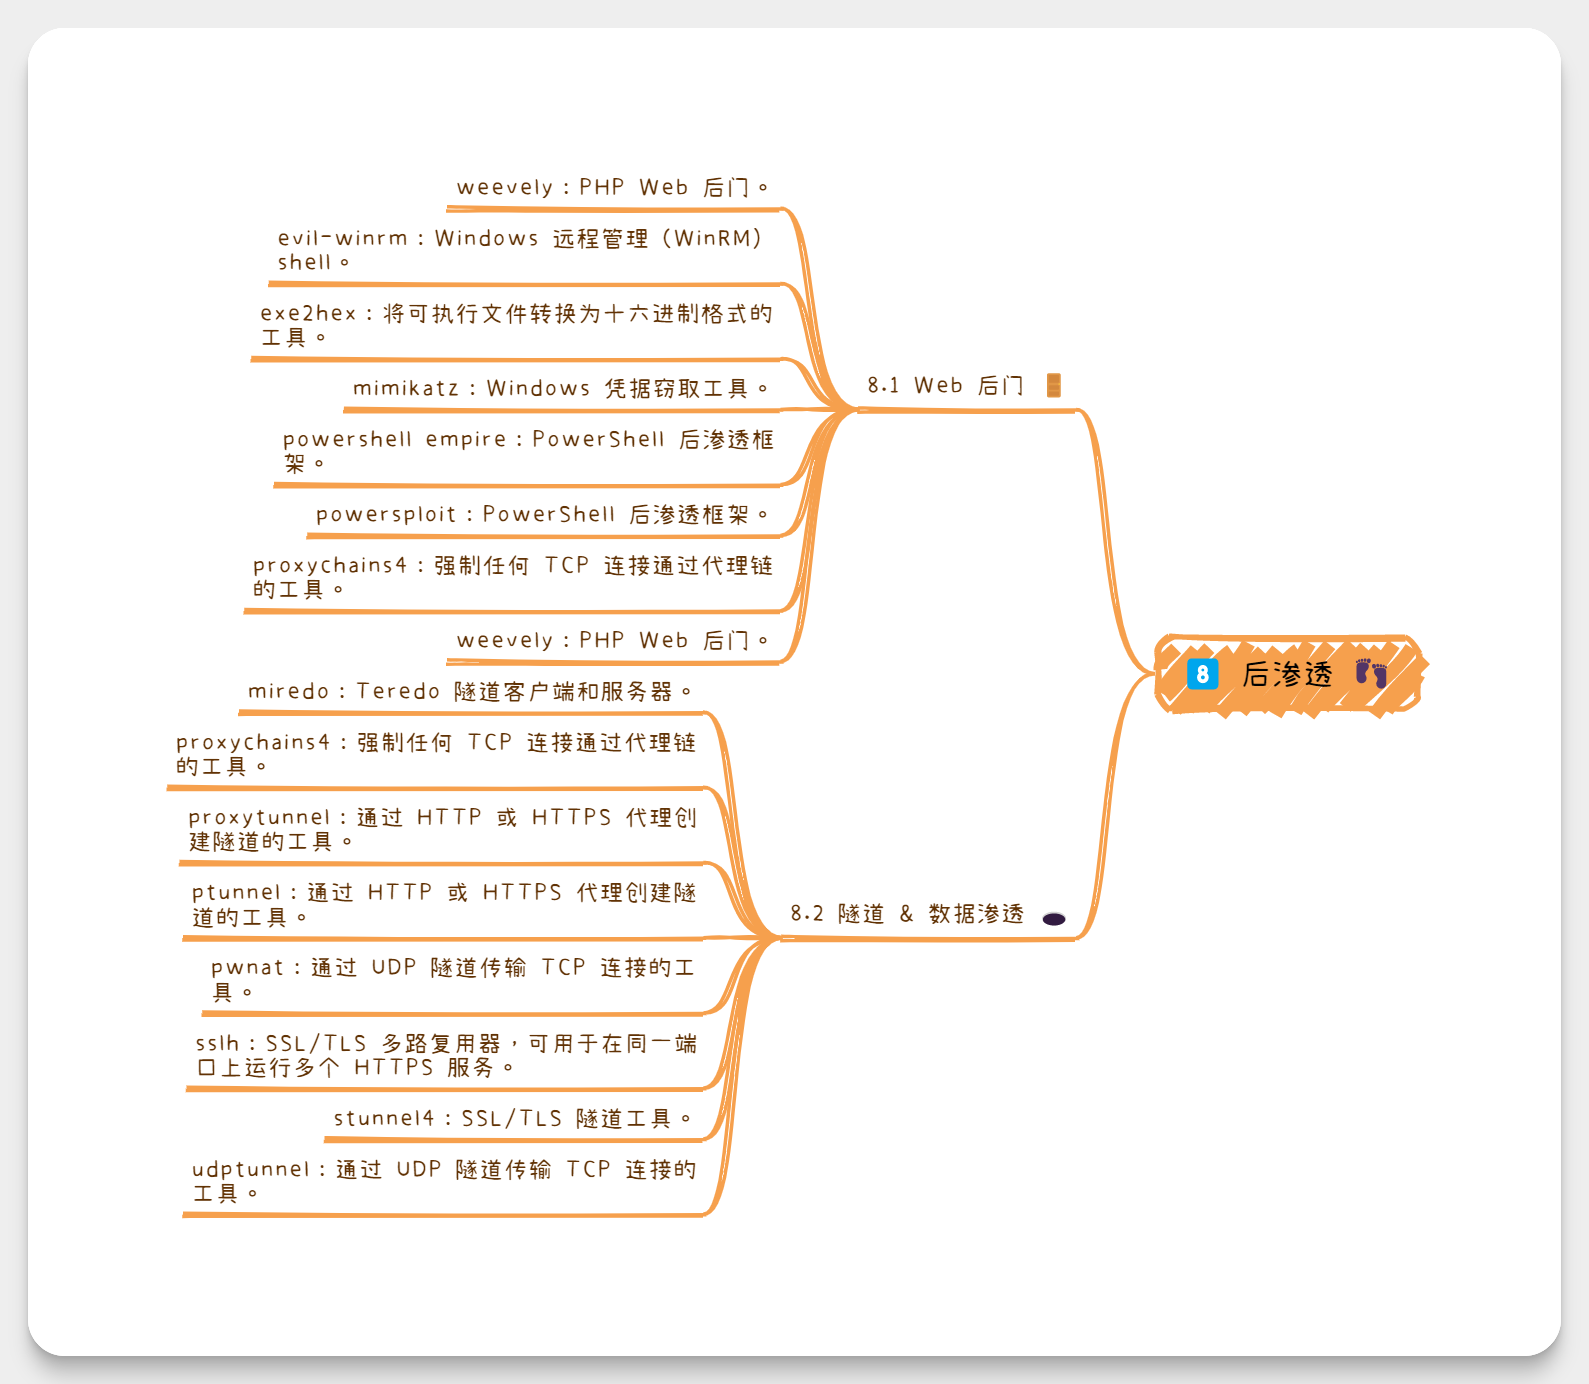 weevely：PHP Web 后门。
evil-winrm：Windows 远程管理（WinRM）
shell。
exe2hex：将可执行文件转换为十六进制格式的
工具。
mimikatz：Windows 凭据窃取工具。
powershell empire：PowerShell 后渗透框
架。
powersploit：PowerShell 后渗透框架。
proxychains4：强制任何 TCP 连接通过代理链
的工具。
weevely：PHP Web 后门。
8.1 Web 后门
miredo：Teredo 隧道客户端和服务器。
proxychains4：强制任何 TCP 连接通过代理链
的工具。
proxytunnel：通过 HTTP 或 HTTPS 代理创
建隧道的工具。
ptunnel：通过 HTTP 或 HTTPS 代理创建隧
道的工具。
pwnat：通过 UDP 隧道传输 TCP 连接的工
具。
sslh：SSL/TLS 多路复用器，可用于在同一端
口上运行多个 HTTPS 服务。
stunnel4：SSL/TLS 隧道工具。
udptunnel：通过 UDP 隧道传输 TCP 连接的
工具。
8.2 隧道 & 数据渗透
8 后渗透